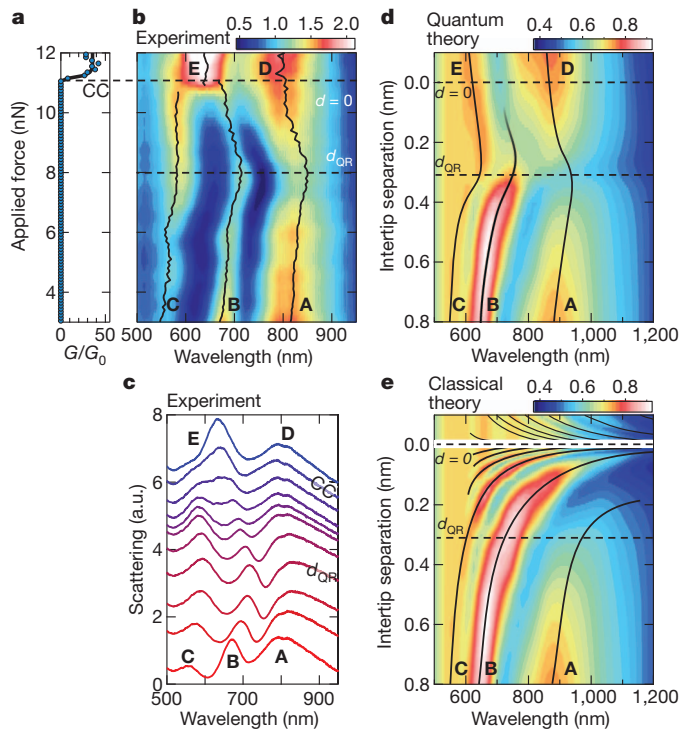 a
12
10
8
6
4
Applied force (nN)
CC
0
50
G/G0
b
Experiment
0.5
1.0
1.5
2.0
E
D
d = 0
dQR
C
B
A
500
600
700
800
900
Wavelength (nm)
c
Experiment
8
6
4
2
0
Scattering (a.u.)
E
D
CC
dQR
C
B
A
500
700
900
Wavelength (nm)
d
Quantum
theory
0.4
0.6
0.8
E
D
0.0
d = 0
0.2
dQR
0.4
0.6
0.8
Intertip separation (nm)
C
B
A
600
800
1,000
1,200
Wavelength (nm)
e
Classical
theory
0.4
0.6
0.8
0.0
d = 0
0.2
dQR
0.4
0.6
0.8
Intertip separation (nm)
C
B
A
600
800
1,000
1,200
Wavelength (nm)